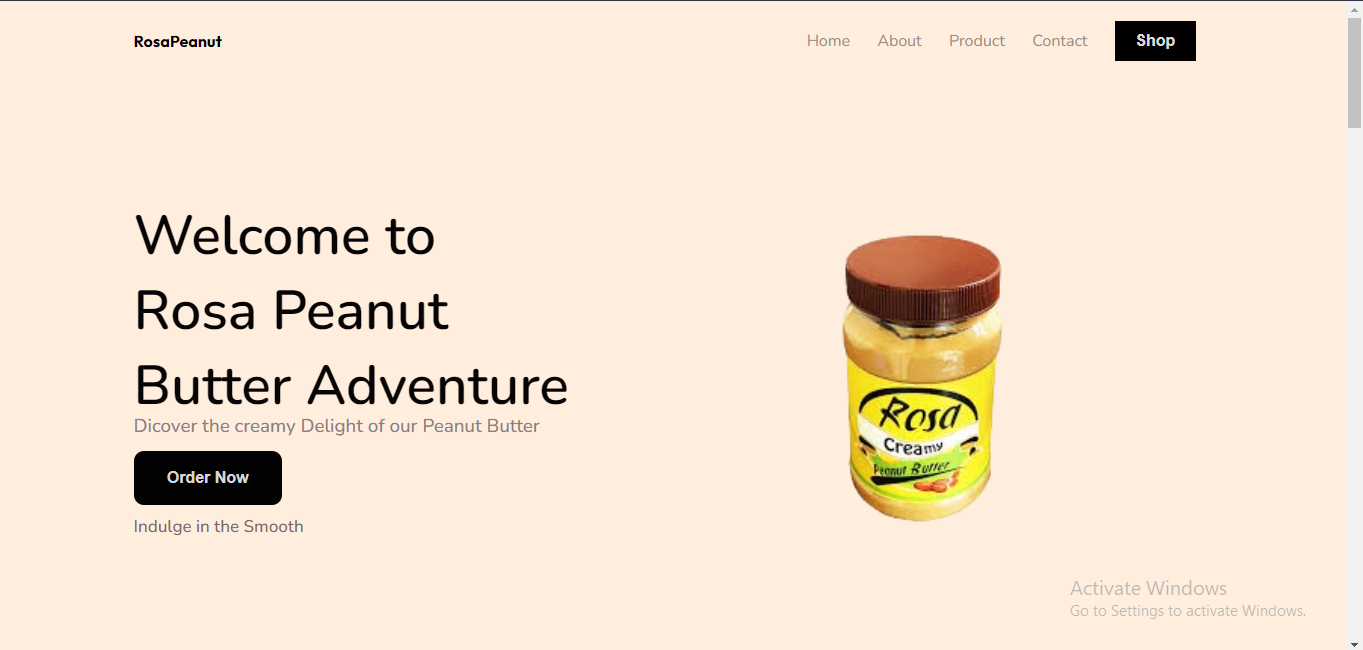 RosaPeanut
Home About Product Contact Shop
Welcome to
Rosa Peanut
Butter Adventure
Dicover the creamy Delight of our Peanut Butter
Order Now
Indulge in the Smooth
Rosa
Creamy
Peanut Butter
Activate Windows
Go to Settings to activate Windows.